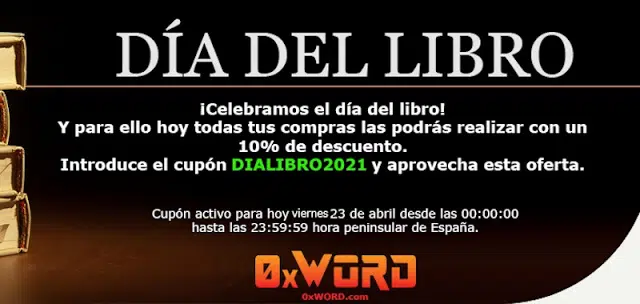 DÍA DEL LIBRO
¡Celebramos el día del libro!
Y para ello hoy todas tus compras las podrás realizar con un
10% de descuento.
Introduce el cupón DIALIBRO2021 y aprovecha esta oferta.
Cupón activo para hoy viernes 23 de abril desde las 00:00:00
hasta las 23:59:59 hora peninsular de España.
0xWORD
0xWORD.com